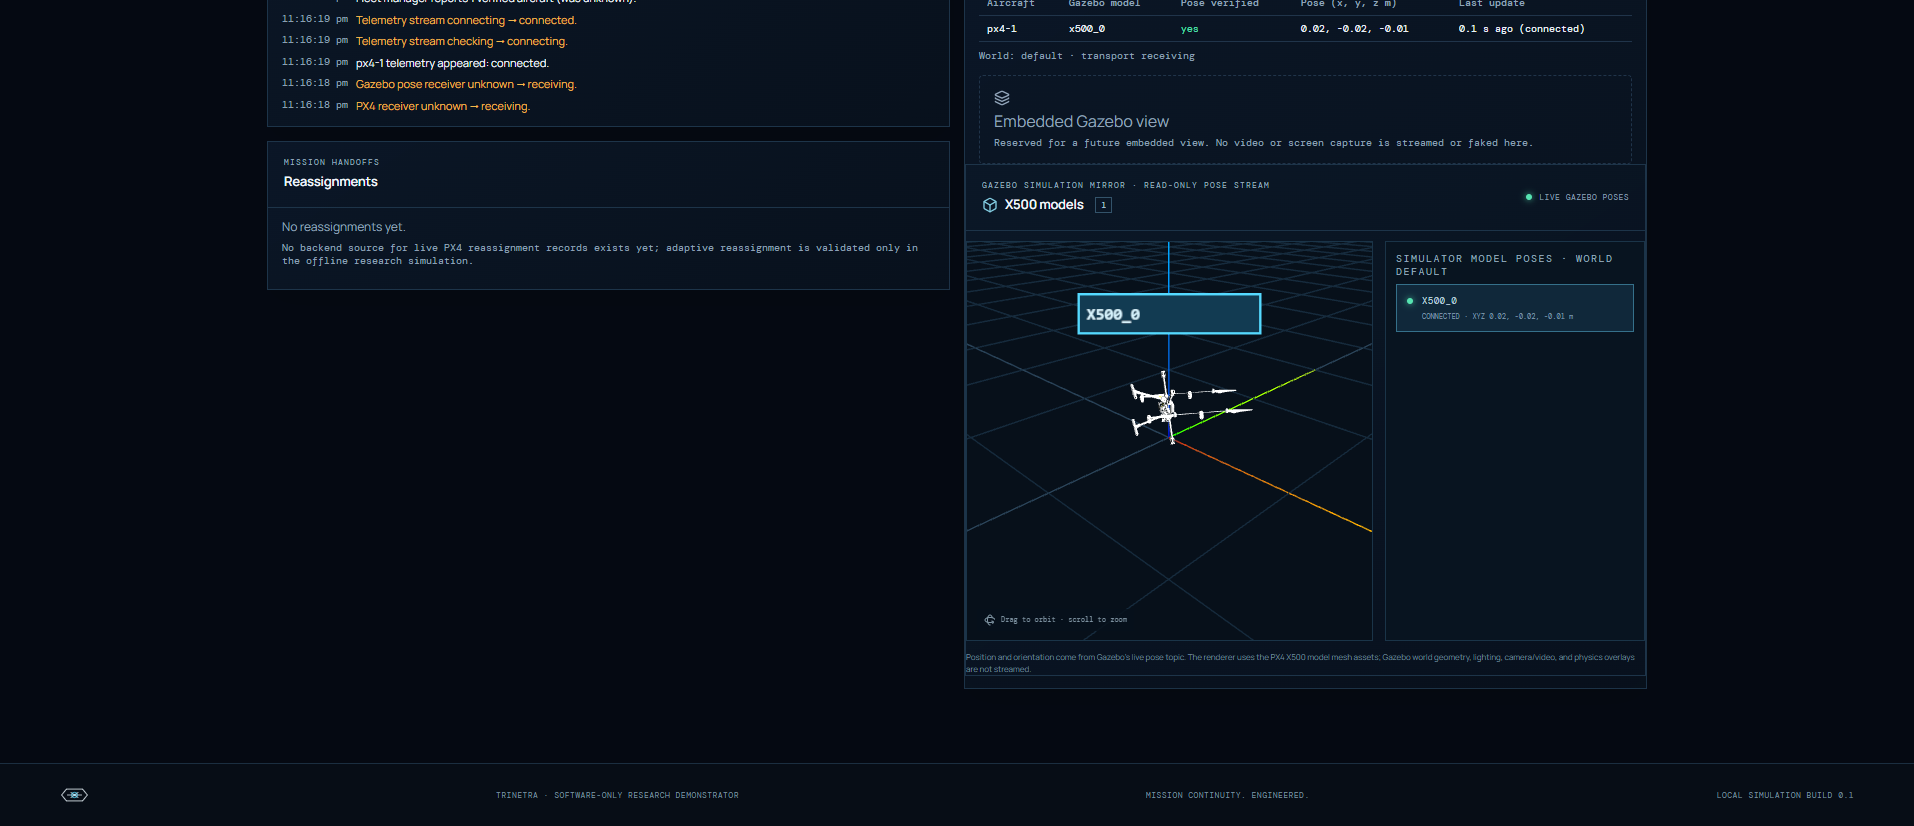 11:16:19 pm Telemetry stream connecting → connected.
11:16:19 pm Telemetry stream checking → connecting.
11:16:19 pm px4-1 telemetry appeared: connected.
11:16:18 pm Gazebo pose receiver unknown → receiving.
11:16:18 pm PX4 receiver unknown → receiving.
MISSION HANDOFFS
Reassignments
No reassignments yet.
No backend source for live PX4 reassignment records exists yet; adaptive reassignment is validated only in
the offline research simulation.
Aircraft Gazebo model Pose verified Pose (x, y, z m) Last update
px4-1 x500_0 yes 0.02, -0.02, -0.01 0.1 s ago (connected)
World: default · transport receiving
Embedded Gazebo view
Reserved for a future embedded view. No video or screen capture is streamed or faked here.
GAZEBO SIMULATION MIRROR · READ-ONLY POSE STREAM
X500 models 1
LIVE GAZEBO POSES
X500_0
Drag to orbit · scroll to zoom
SIMULATOR MODEL POSES · WORLD
DEFAULT
X500_0
CONNECTED · XYZ 0.02, -0.02, -0.01 m
Position and orientation come from Gazebo's live pose topic. The renderer uses the PX4 X500 model mesh assets; Gazebo world geometry, lighting, camera/video, and physics overlays
are not streamed.
TRINETRA · SOFTWARE-ONLY RESEARCH DEMONSTRATOR
MISSION CONTINUITY. ENGINEERED.
LOCAL SIMULATION BUILD 0.1